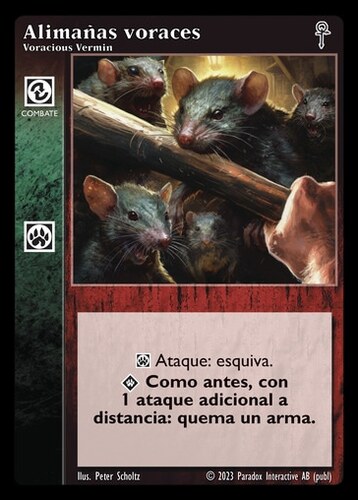 Alimañas voraces
Voracious Vermin
COMBATE
Ataque: esquiva.
Como antes, con
1 ataque adicional a
distancia: quema un arma.
Illus. Peter Scholtz
© 2023 Paradox Interactive AB (publ)